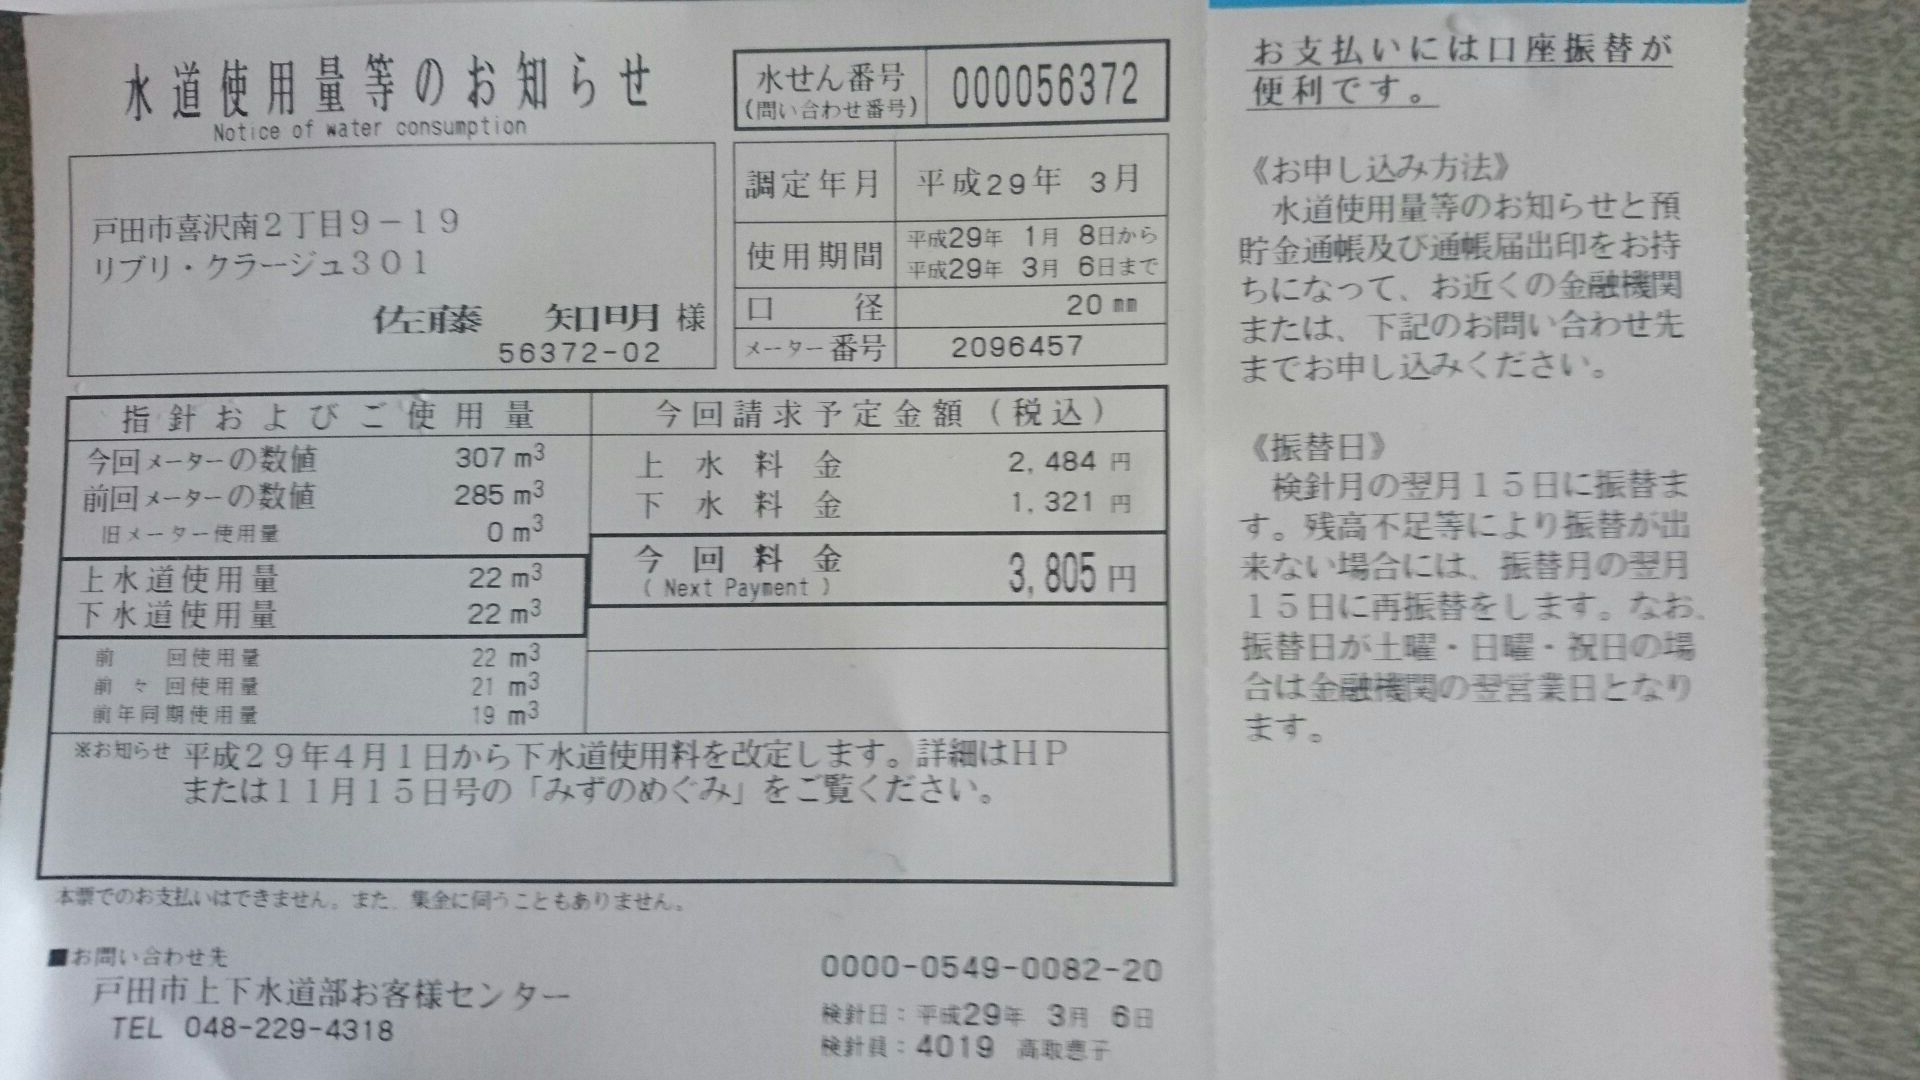 水道使用量等のお知らせ
Notice of water consumption
水せん番号
(問い合わせ番号)
000056372
戸田市喜沢南2丁目9-19
リブリ・クラージュ301
佐藤 知明 様
56372-02
調定年月 平成29年 3月
使用期間 平成29年 1月 8日から
平成29年 3月 6日まで
口 径 20 mm
メーター番号 2096457
指針およびご使用量
今回メーターの数値 307 m3
前回メーターの数値 285 m3
旧メーター使用量 0 m3
上水道使用量 22 m3
下水道使用量 22 m3
前 回使用量 22 m3
前々回使用量 21 m3
前年同期使用量 19 m3
今回請求予定金額(税込)
上水料金 2,484 円
下水料金 1,321 円
今回料金 3,805 円
( Next Payment )
※お知らせ 平成29年4月1日から下水道使用料を改定します。詳細はHP
または11月15日号の「みずのめぐみ」をご覧ください。
本票でのお支払いはできません。また、集金に伺うこともありません。
■お問い合わせ先
戸田市上下水道部お客様センター
TEL 048-229-4318
0000-0549-0082-20
検針日:平成29年 3月 6日
検針員:4019 高取恵子
お支払いには口座振替が
便利です。
《お申し込み方法》
水道使用量等のお知らせと預
貯金通帳及び通帳届出印をお持
ちになって、お近くの金融機関
または、下記のお問い合わせ先
までお申し込みください。
《振替日》
検針月の翌月15日に振替ま
す。残高不足等により振替が出
来ない場合には、振替月の翌月
15日に再振替をします。なお、
振替日が土曜・日曜・祝日の場
合は金融機関の翌営業日となり
ます。